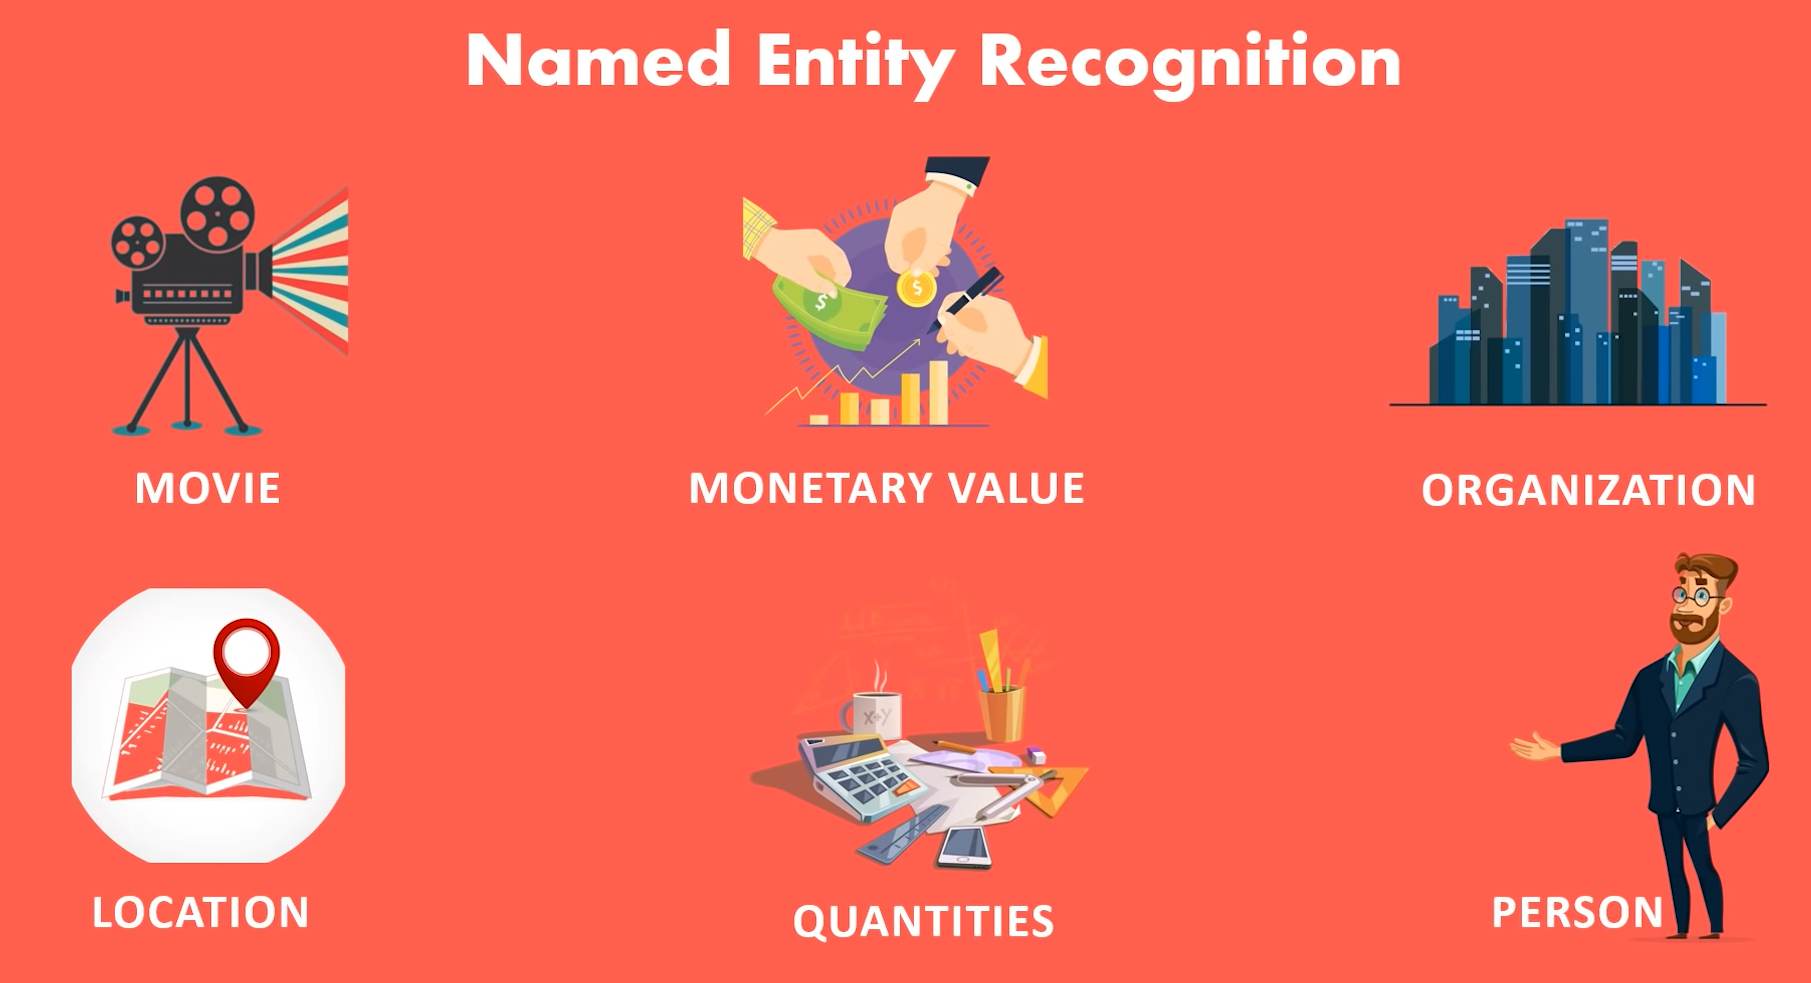 Named Entity Recognition
$
$
MOVIE
MONETARY VALUE
ORGANIZATION
x+y
LOCATION
QUANTITIES
PERSON